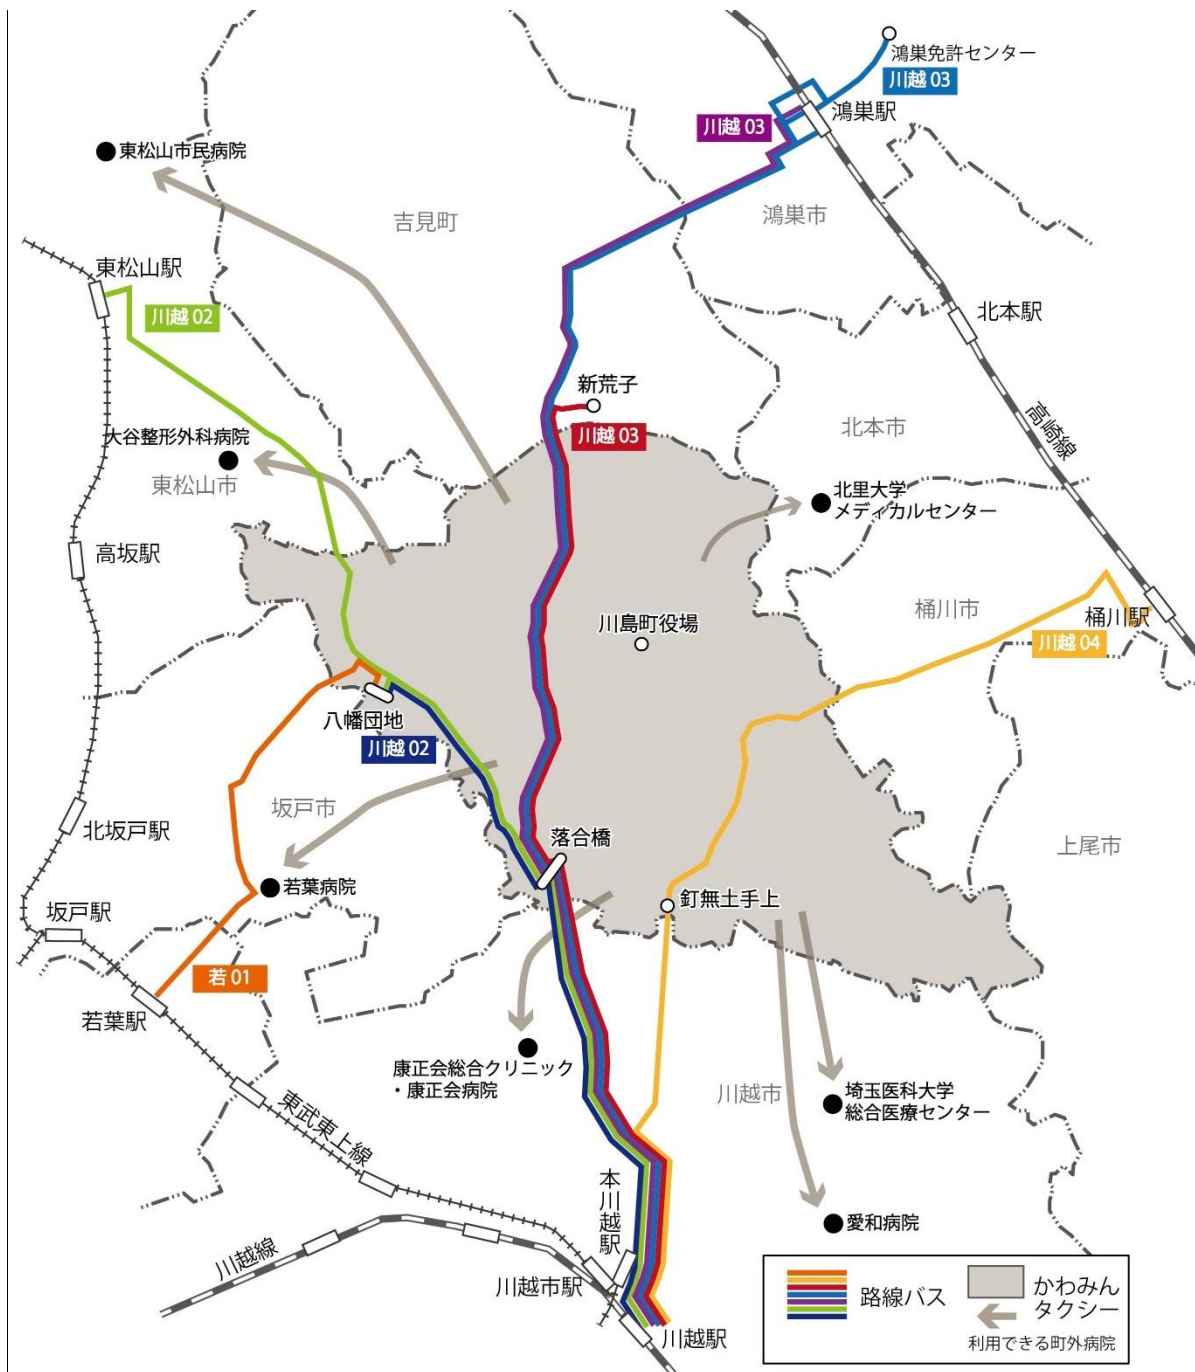 鴻巣免許センター
川越 03
鴻巣駅
川越 03
東松山市民病院
吉見町
鴻巣市
東松山駅
川越 02
北本駅
新荒子
川越 03
高崎線
大谷整形外科病院
東松山市
北本市
北里大学
メディカルセンター
高坂駅
桶川市
桶川駅
川島町役場
川越 04
八幡団地
川越 02
坂戸市
北坂戸駅
落合橋
上尾市
若葉病院
釘無土手上
坂戸駅
若 01
若葉駅
康正会総合クリニック
・康正会病院
川越市
埼玉医科大学
総合医療センター
東武東上線
本川越駅
愛和病院
川越線
川越市駅
川越駅
路線バス
かわみん
タクシー
利用できる町外病院